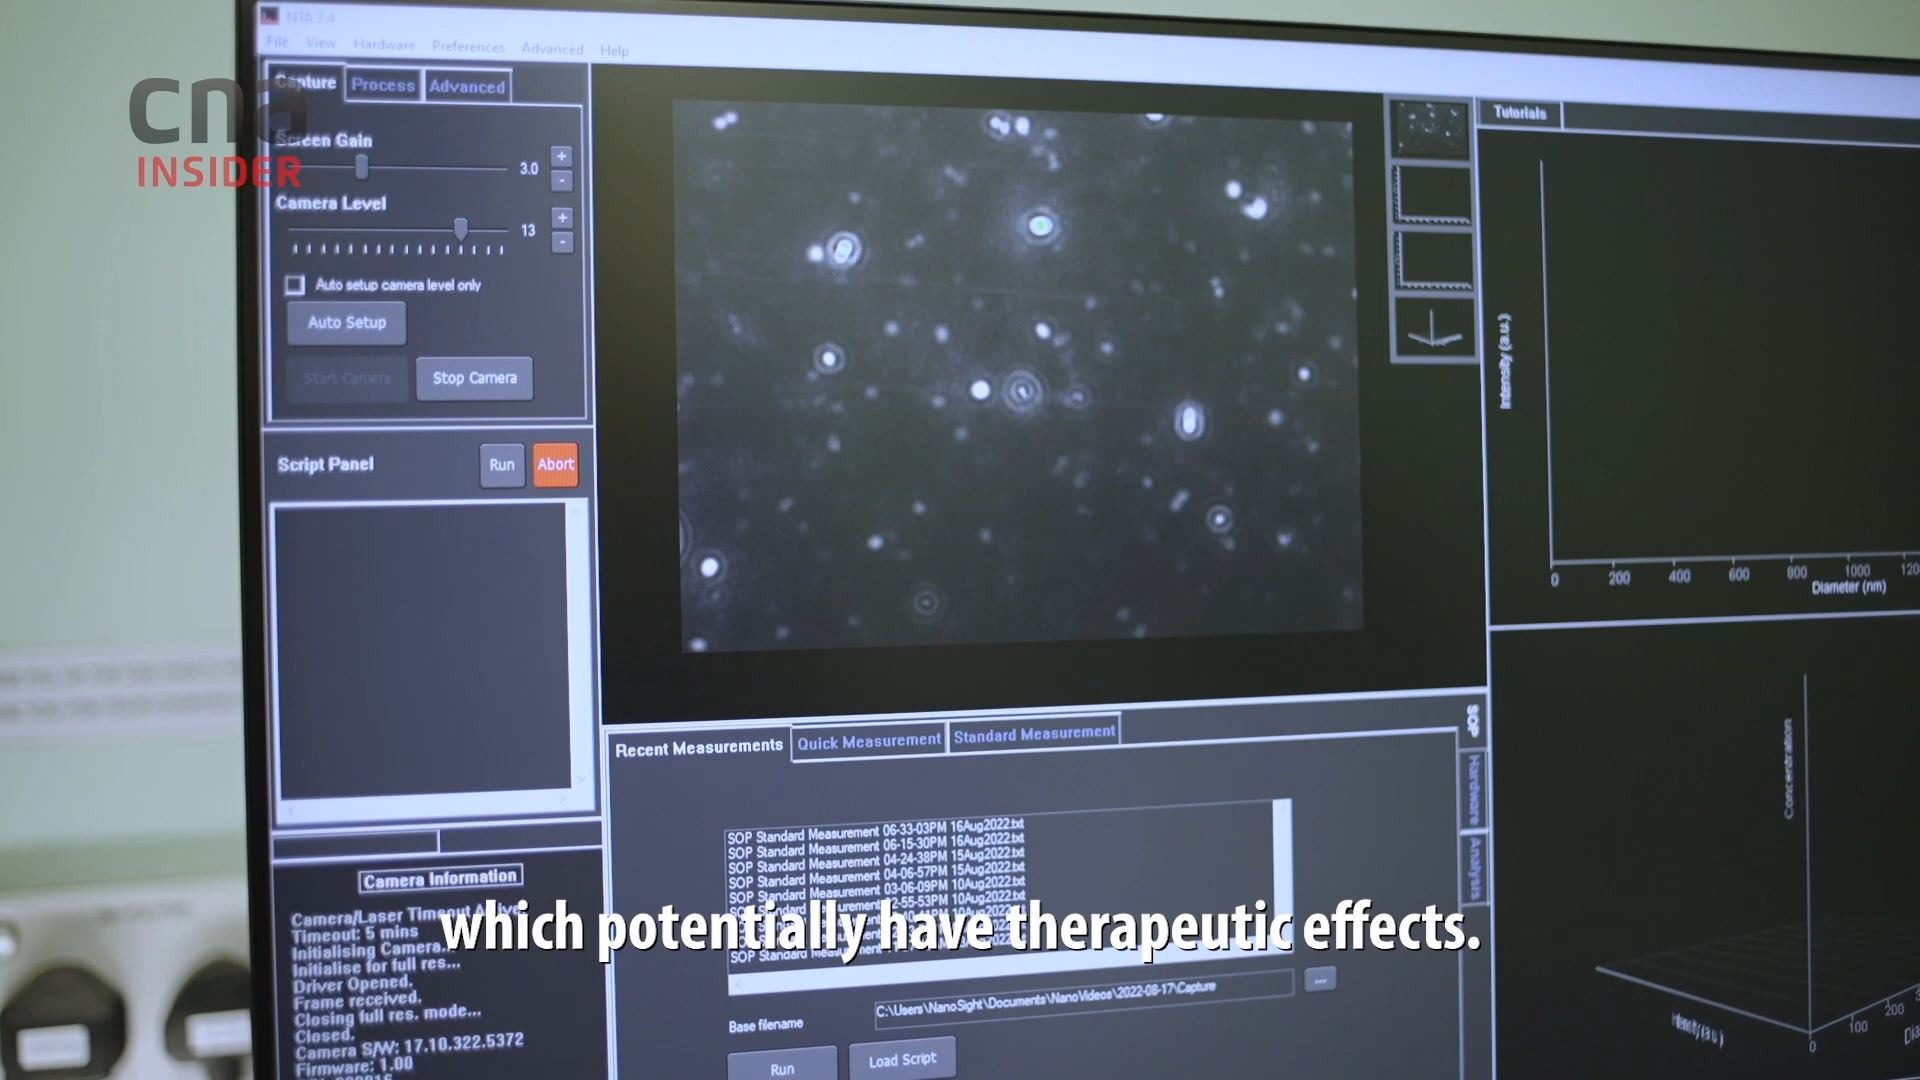 NTA 3.4
File View Hardware Preferences Advanced Help
cna
INSIDER
Capture Process Advanced
Screen Gain
3.0
+
-
Camera Level
13
+
-
Auto setup camera level only
Auto Setup
Start Camera Stop Camera
Script Panel Run Abort
Camera Information
Camera/Laser Timeout
Timeout: 5 mins
Initialising Camera...
Initialise for full res...
Driver Opened.
Frame received.
Closing full res. mode...
Closed.
Camera S/W: 17.10.322.5372
Firmware: 1.00
Tutorials
Intensity (a.u.)
0 200 400 600 800 1000
Diameter (nm)
Recent Measurements Quick Measurement Standard Measurement
SOP
Hardware
Analysis
SOP Standard Measurement 06-33-03PM 16Aug2022.txt
SOP Standard Measurement 06-15-30PM 16Aug2022.txt
SOP Standard Measurement 04-24-38PM 15Aug2022.txt
SOP Standard Measurement 04-06-57PM 15Aug2022.txt
SOP Standard Measurement 03-06-09PM 10Aug2022.txt
which potentially have therapeutic effects.
Base filename
C:\Users\NanoSight\Documents\NanoVideos\2022-08-17\Capture
...
Run Load Script
Concentration
Intensity (a.u.)
0 100 200